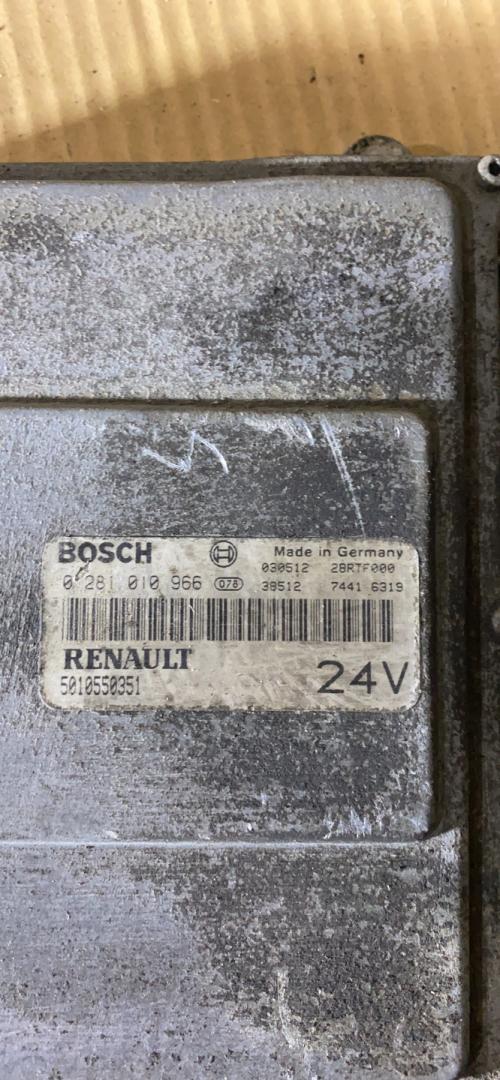 BOSCH Made in Germany
030512 28RTF000
0 281 010 966 078 39512 7441 6319
RENAULT
5010550351
24V